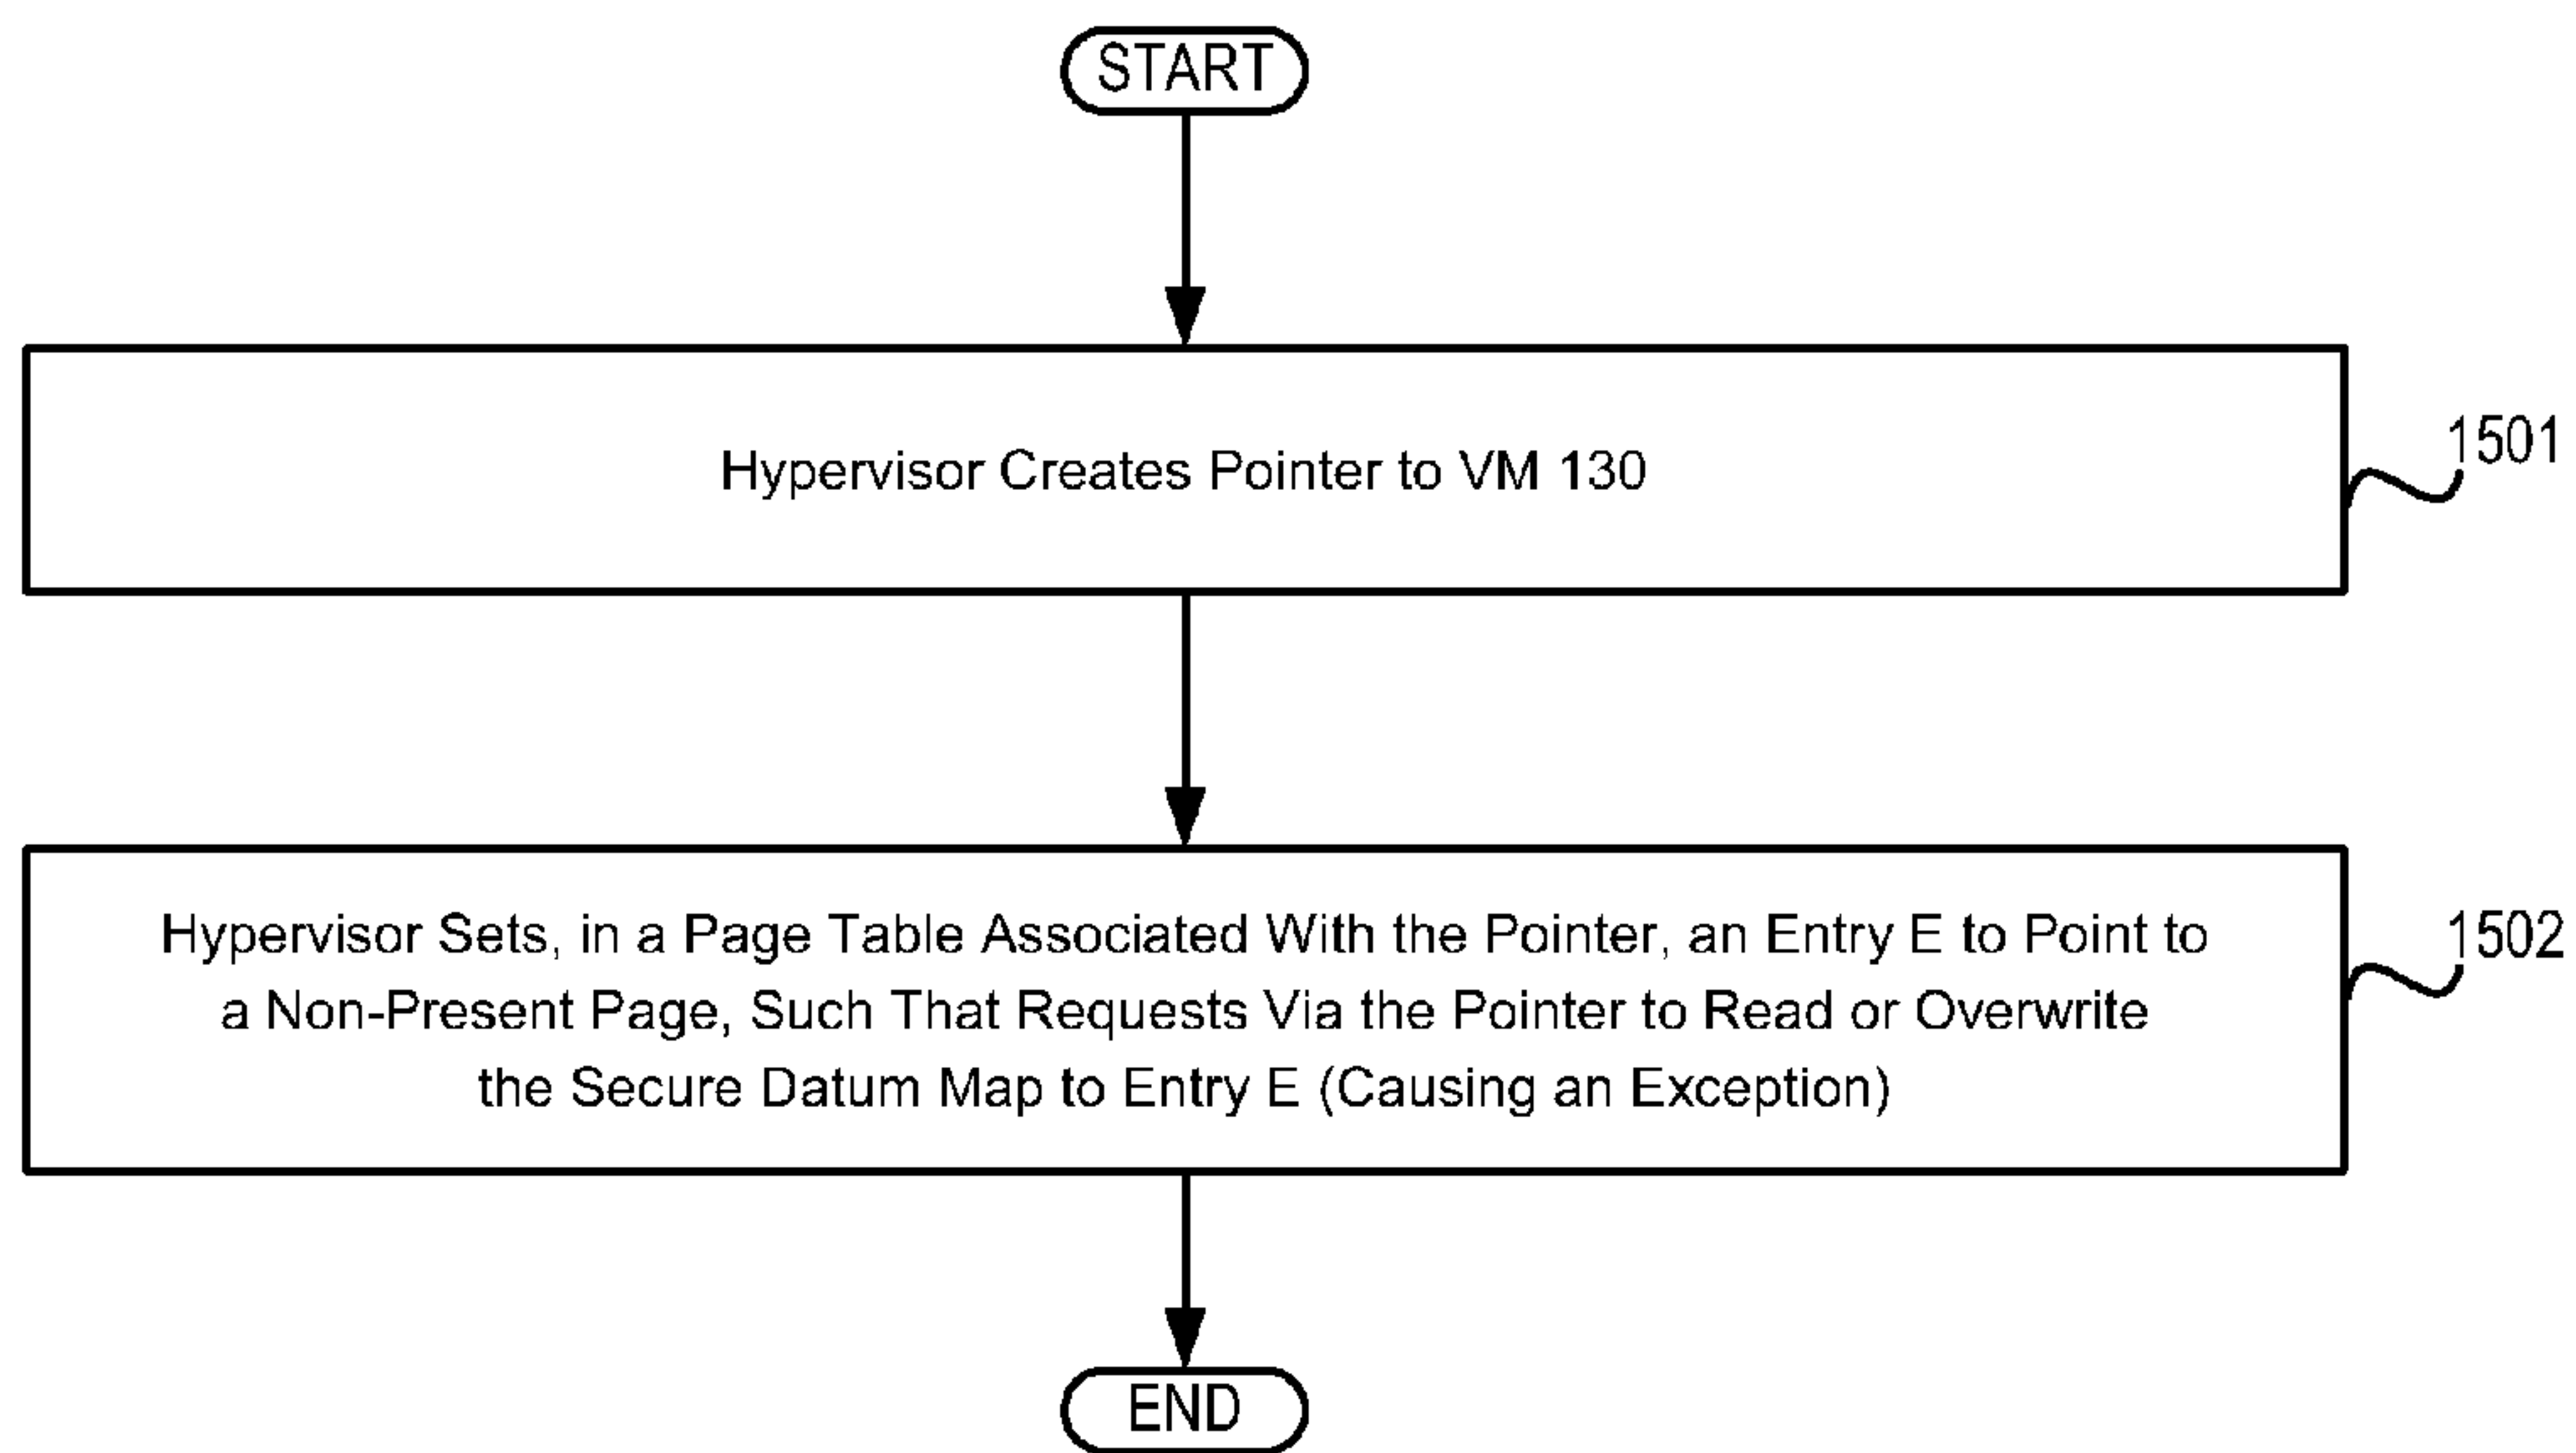 START
Hypervisor Creates Pointer to VM 130
1501
Hypervisor Sets, in a Page Table Associated With the Pointer, an Entry E to Point to
a Non-Present Page, Such That Requests Via the Pointer to Read or Overwrite
the Secure Datum Map to Entry E (Causing an Exception)
1502
END